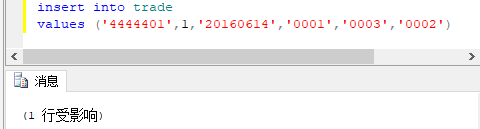 insert into trade
values ('4444401',1,'20160614','0001','0003','0002')
消息
(1 行受影响)